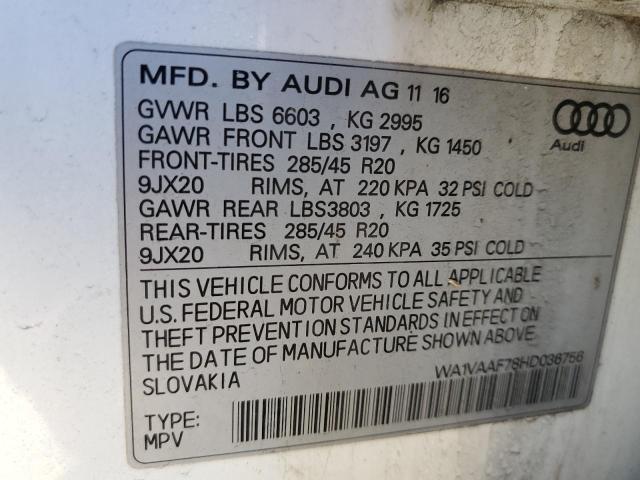 MFD. BY AUDI AG 11 16
GVWR LBS 6603, KG 2995
GAWR FRONT LBS 3197, KG 1450
FRONT-TIRES 285/45 R20
9JX20 RIMS, AT 220 KPA 32 PSI COLD
GAWR REAR LBS3803, KG 1725
REAR-TIRES 285/45 R20
9JX20 RIMS, AT 240 KPA 35 PSI COLD
Audi
THIS VEHICLE CONFORMS TO ALL APPLICABLE
U.S. FEDERAL MOTOR VEHICLE SAFETY AND
THEFT PREVENTION STANDARDS IN EFFECT ON
THE DATE OF MANUFACTURE SHOWN ABOVE.
SLOVAKIA
WA1VAAF78HD036756
TYPE:
MPV